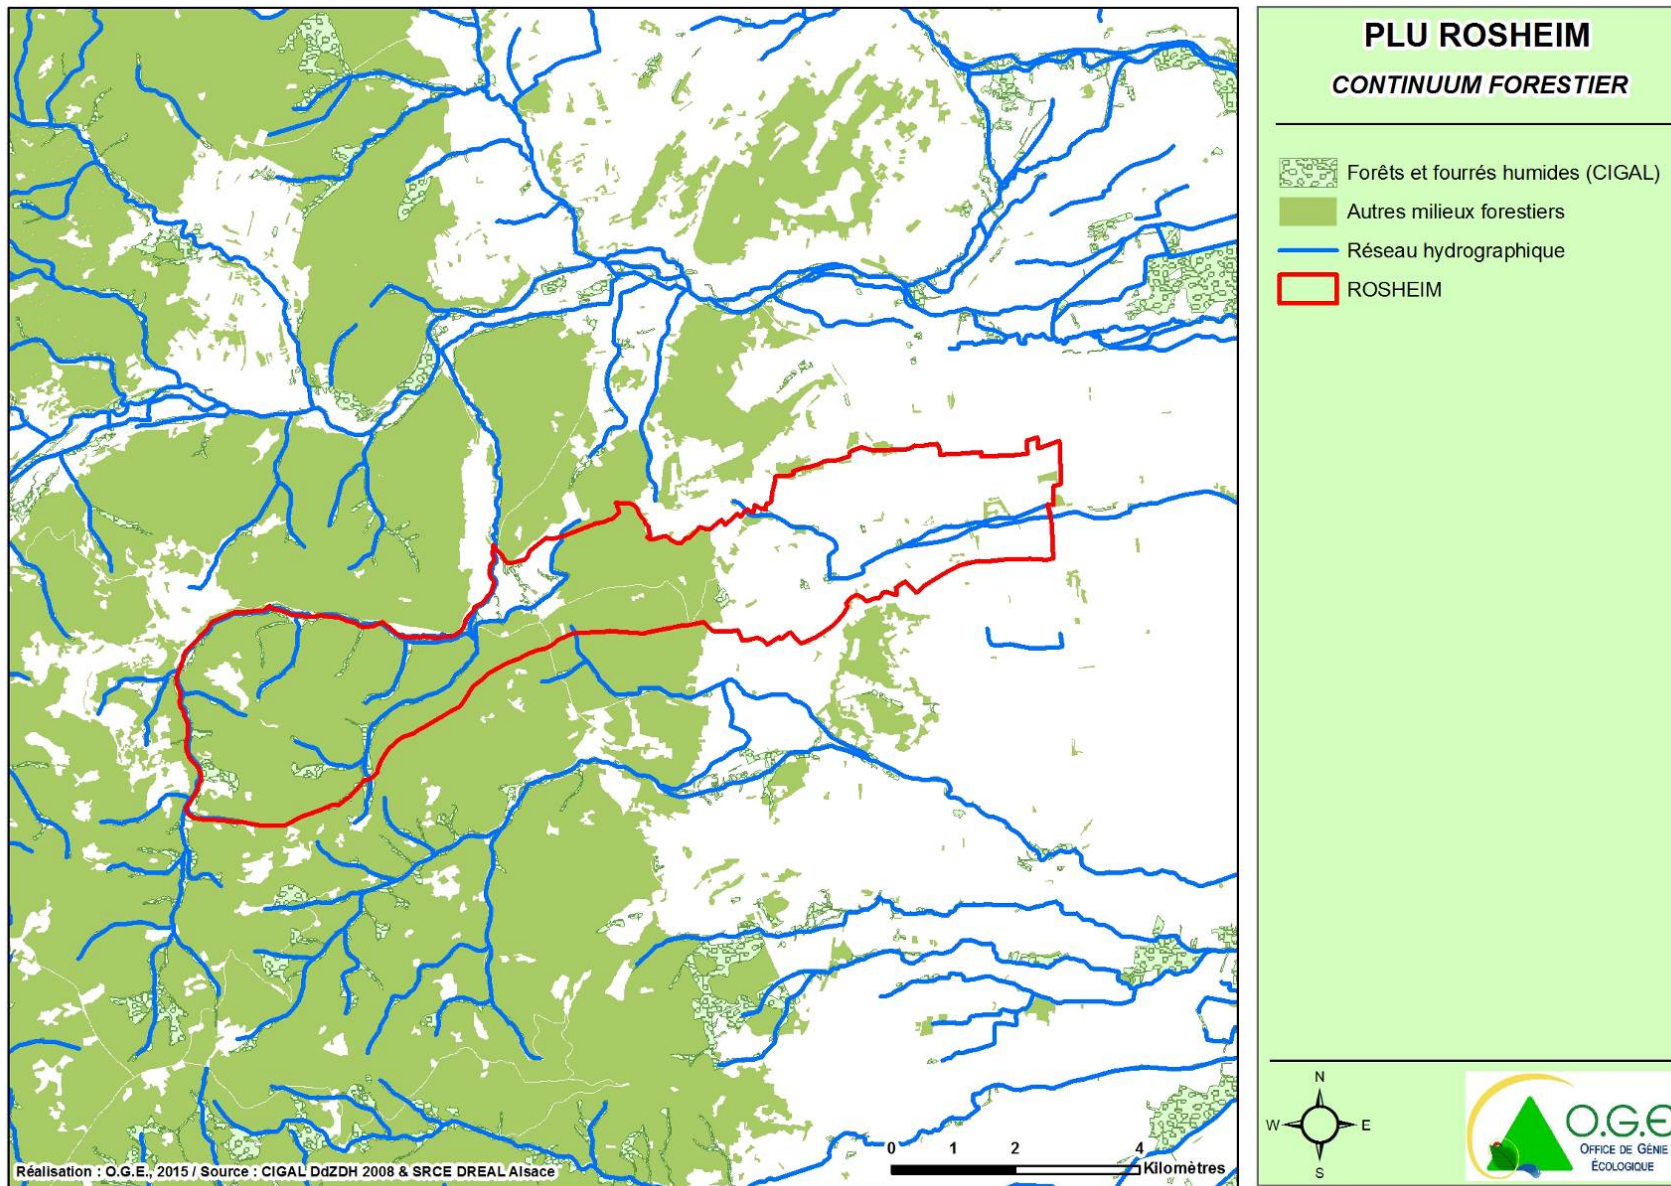 PLU ROSHEIM
CONTINUUM FORESTIER
Forêts et fourrés humides (CIGAL)
Autres milieux forestiers
Réseau hydrographique
ROSHEIM
N
W E
S
O.G.E
OFFICE DE GÉNIE
ÉCOLOGIQUE
0 1 2 4
Kilomètres
Réalisation : O.G.E., 2015 / Source : CIGAL DdZDH 2008 & SRCE DREAL Alsace